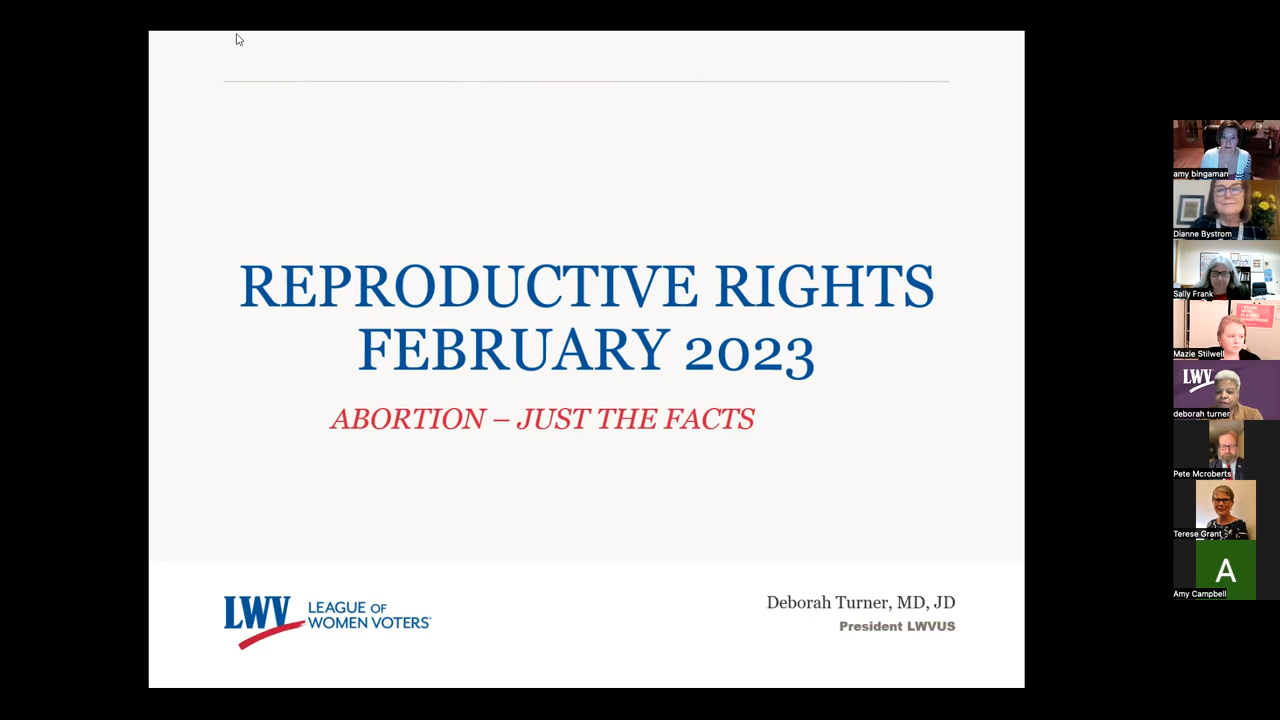 REPRODUCTIVE RIGHTS
FEBRUARY 2023
ABORTION – JUST THE FACTS
LWV LEAGUE OF
WOMEN VOTERS®
Deborah Turner, MD, JD
President LWVUS
amy bingaman
Dianne Bystrom
Sally Frank
Mazie Stilwell
LWV
deborah turner
Pete Mcroberts
Terese Grant
A
Amy Campbell